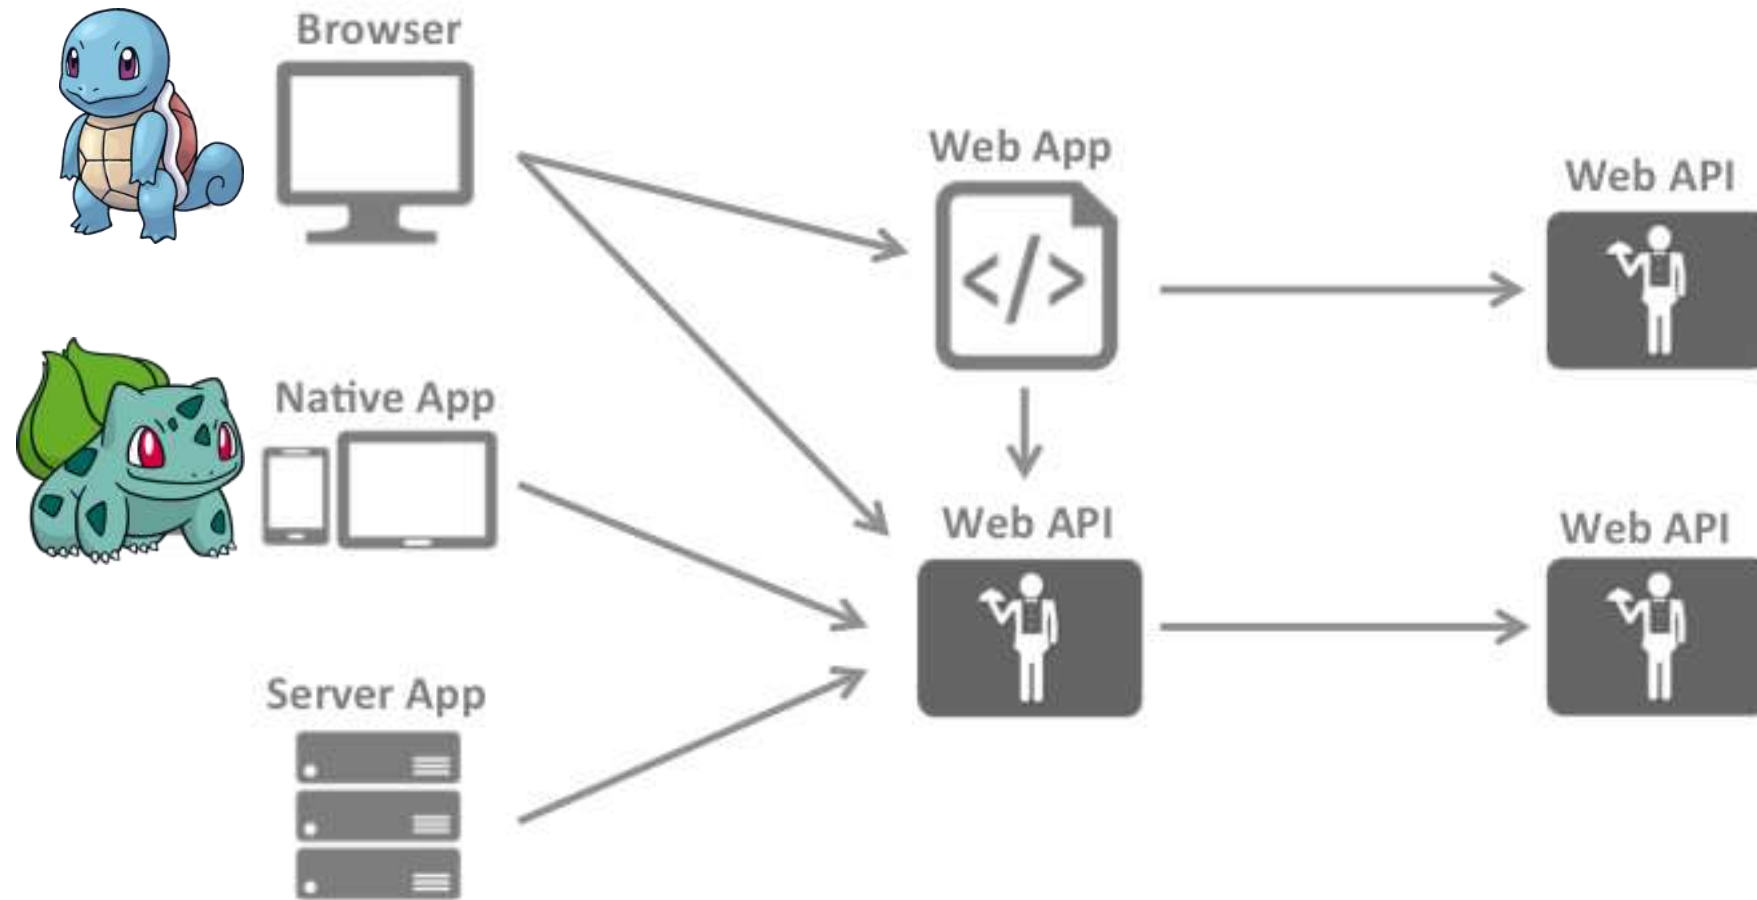 Browser
Web App
Web API
Native App
Web API
Web API
Server App
</>